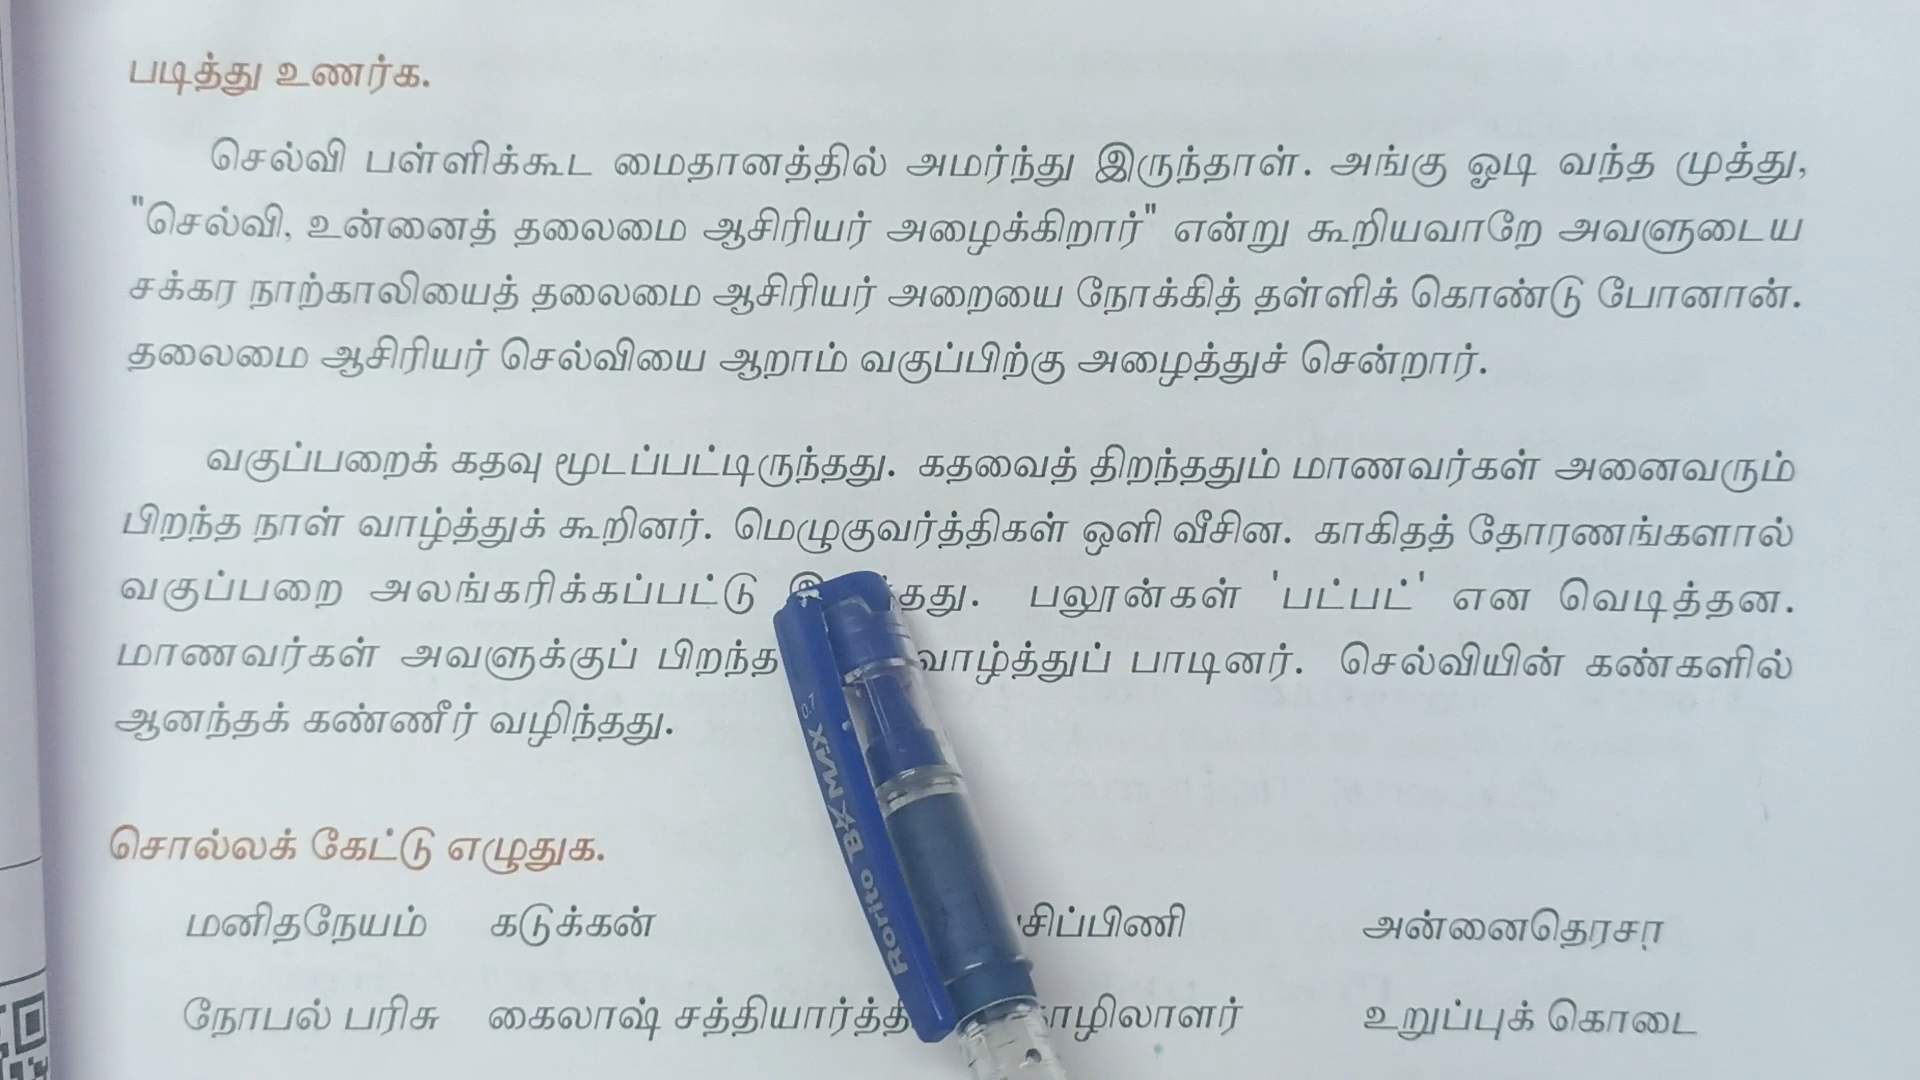 படித்து உணர்க.
செல்வி பள்ளிக்கூட மைதானத்தில் அமர்ந்து இருந்தாள். அங்கு ஓடி வந்த முத்து,
"செல்வி, உன்னைத் தலைமை ஆசிரியர் அழைக்கிறார்" என்று கூறியவாறே அவளுடைய
சக்கர நாற்காலியைத் தலைமை ஆசிரியர் அறையை நோக்கித் தள்ளிக் கொண்டு போனான்.
தலைமை ஆசிரியர் செல்வியை ஆறாம் வகுப்பிற்கு அழைத்துச் சென்றார்.
வகுப்பறைக் கதவு மூடப்பட்டிருந்தது. கதவைத் திறந்ததும் மாணவர்கள் அனைவரும்
பிறந்த நாள் வாழ்த்துக் கூறினர். மெழுகுவர்த்திகள் ஒளி வீசின. காகிதத் தோரணங்களால்
வகுப்பறை அலங்கரிக்கப்பட்டு பலூன்கள் 'பட்பட்' என வெடித்தன.
மாணவர்கள் அவளுக்குப் பிறந்த வாழ்த்துப் பாடினர். செல்வியின் கண்களில்
ஆனந்தக் கண்ணீர் வழிந்தது.
சொல்லக் கேட்டு எழுதுக.
மனிதநேயம் கடுக்கன் அன்னைதெரசா
நோபல் பரிசு கைலாஷ் உறுப்புக் கொடை
Rorito BXMAX 0.7